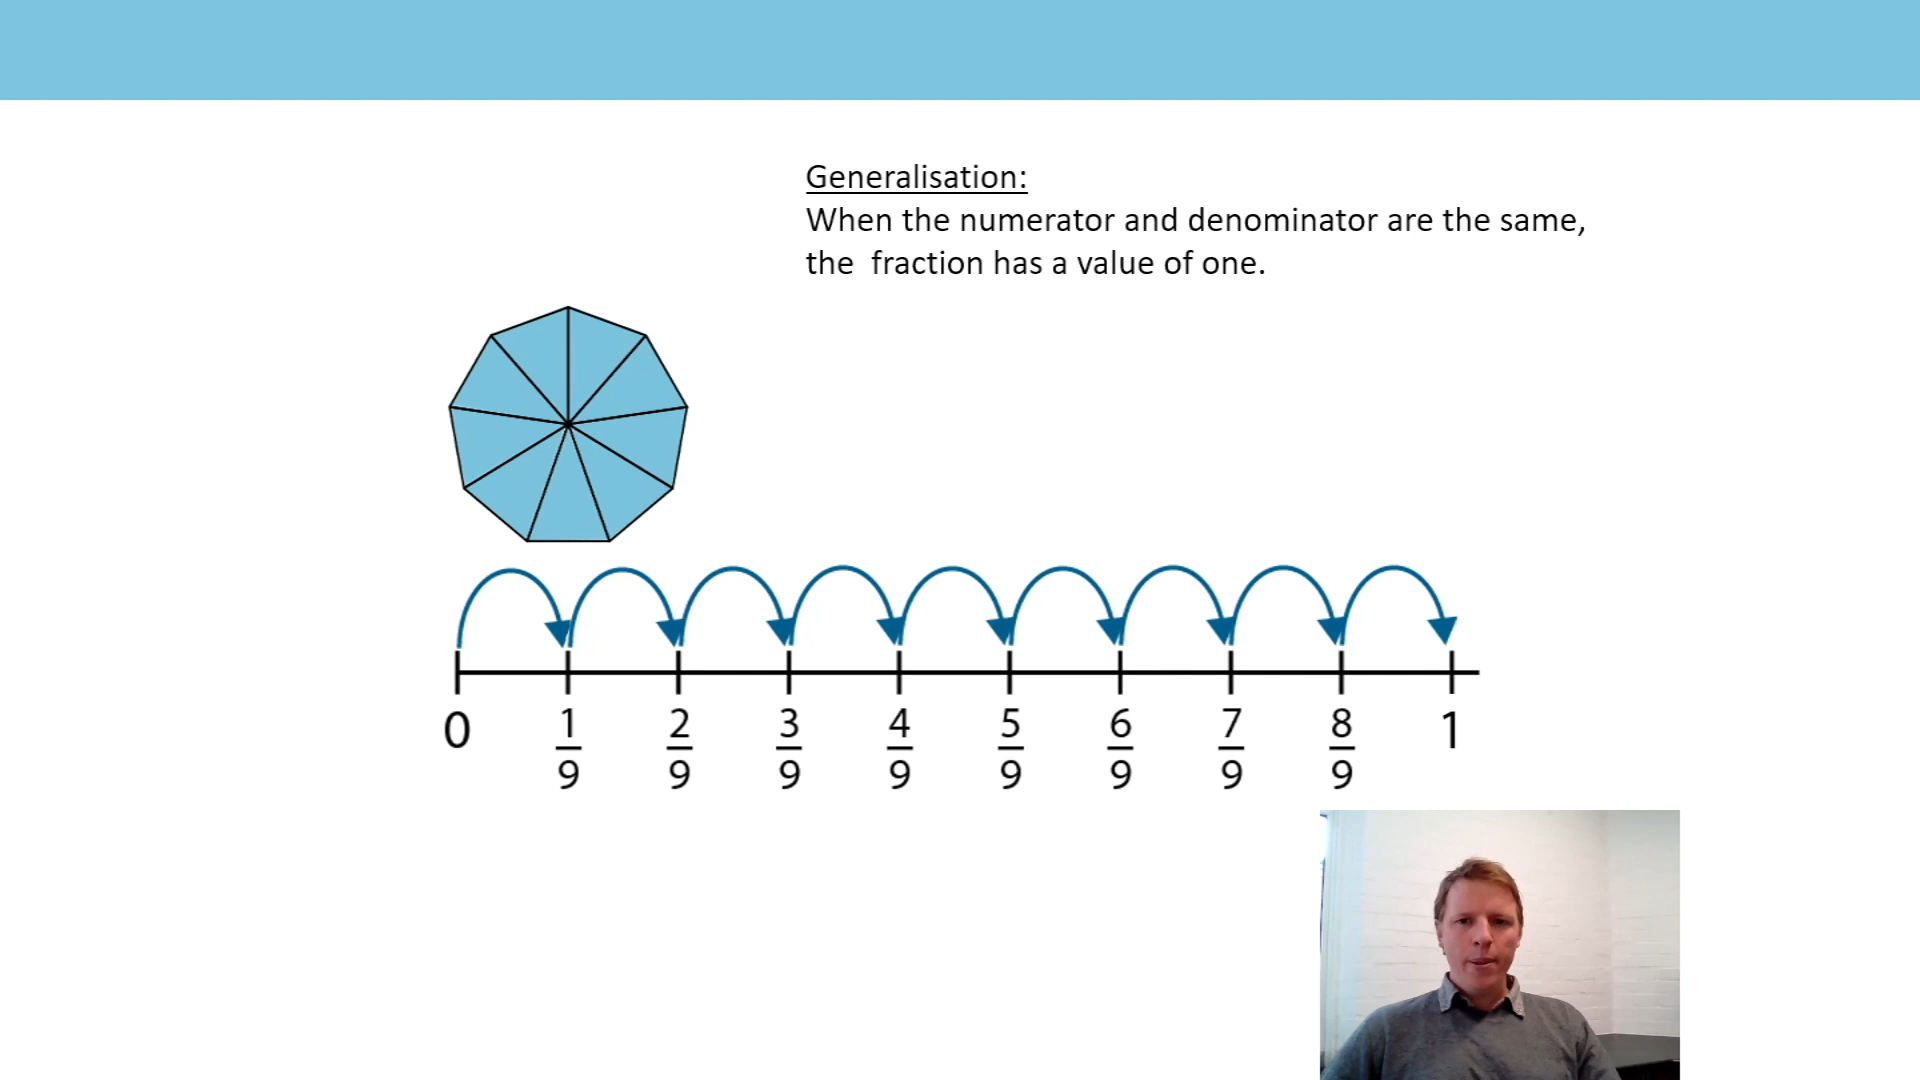 Generalisation:
When the numerator and denominator are the same,
the  fraction has a value of one.
0 1/9 2/9 3/9 4/9 5/9 6/9 7/9 8/9 1